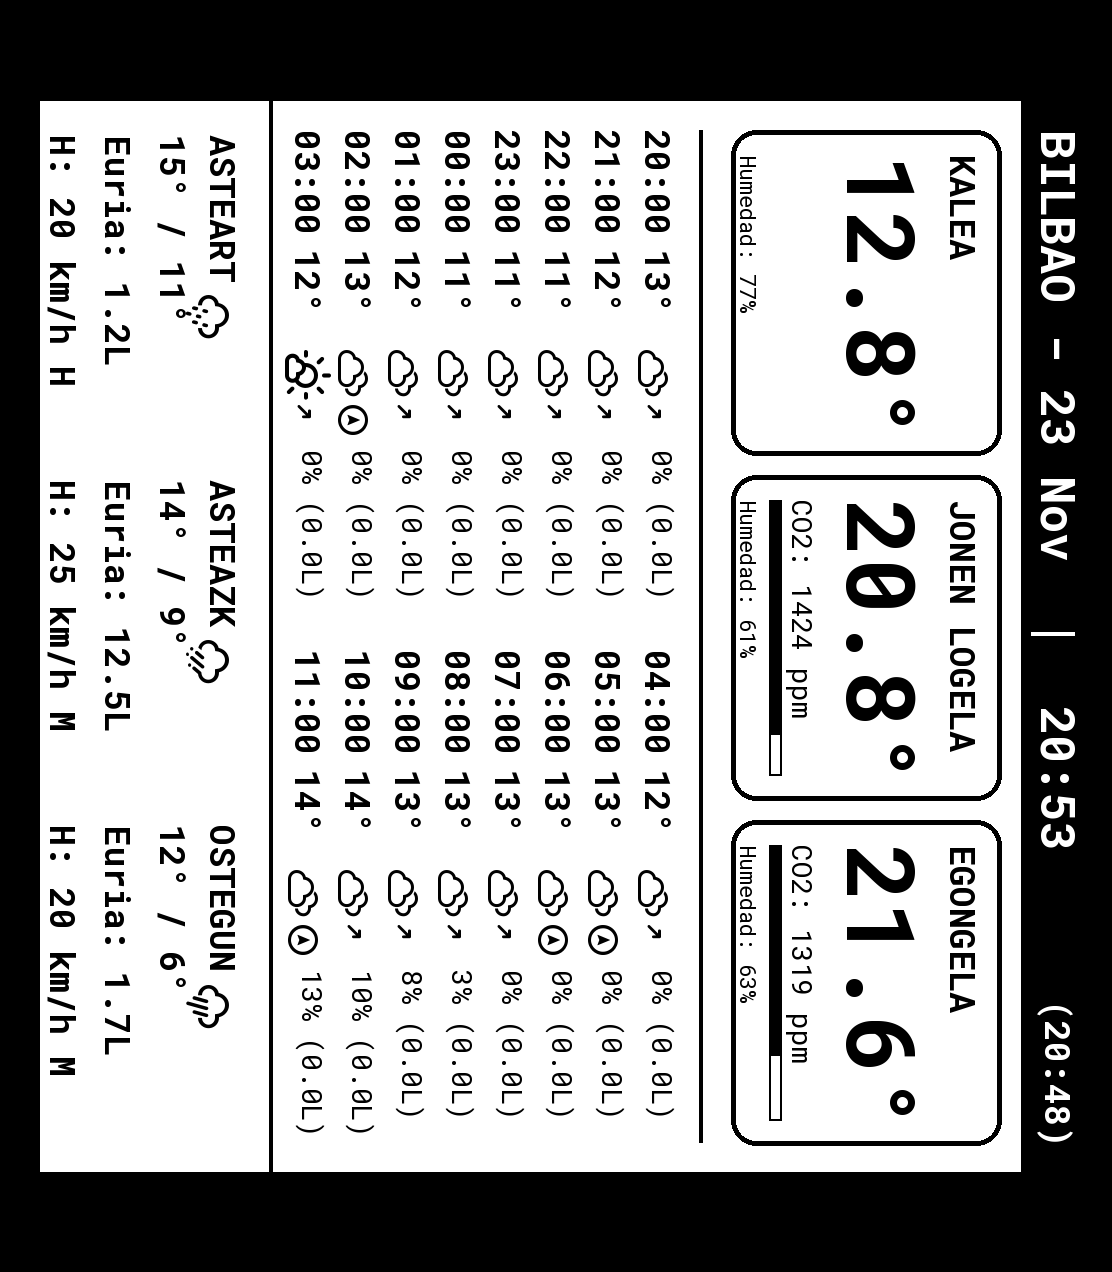 BILBAO - 23 Nov | 20:53 (20:48)
KALEA
12.8°
Humedad: 77%
JONEN LOGELA
20.8°
CO2: 1424 ppm
Humedad: 61%
EGONGELA
21.6°
CO2: 1319 ppm
Humedad: 63%
20:00 13° ↗ 0% (0.0L)
21:00 12° ↗ 0% (0.0L)
22:00 11° ↗ 0% (0.0L)
23:00 11° ↗ 0% (0.0L)
00:00 11° ↗ 0% (0.0L)
01:00 12° ↗ 0% (0.0L)
02:00 13° 0% (0.0L)
03:00 12° ↗ 0% (0.0L)
04:00 12° ↗ 0% (0.0L)
05:00 13° 0% (0.0L)
06:00 13° 0% (0.0L)
07:00 13° ↗ 0% (0.0L)
08:00 13° ↗ 3% (0.0L)
09:00 13° ↗ 8% (0.0L)
10:00 14° ↗ 10% (0.0L)
11:00 14° 13% (0.0L)
ASTEART
15° / 11°
Euria: 1.2L
H: 20 km/h H
ASTEAZK
14° / 9°
Euria: 12.5L
H: 25 km/h M
OSTEGUN
12° / 6°
Euria: 1.7L
H: 20 km/h M